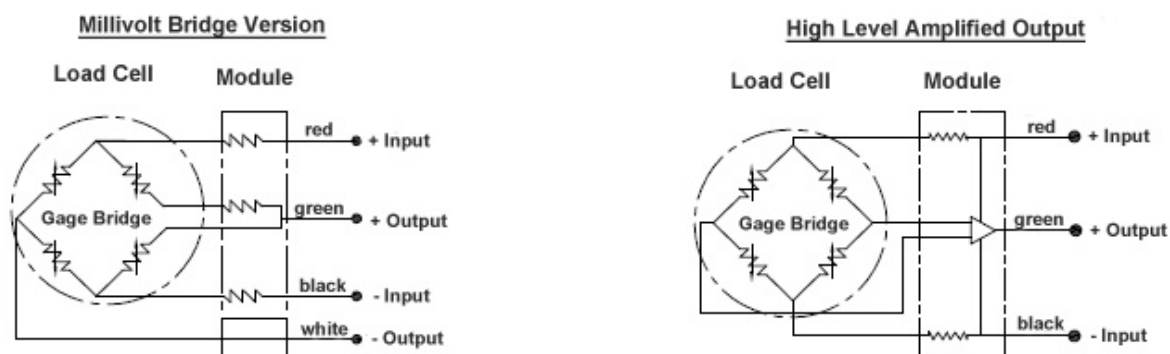 Millivolt Bridge Version
Load Cell
Module
red
+ Input
Gage Bridge
green
+ Output
black
- Input
white
- Output
High Level Amplified Output
Load Cell
Module
red
+ Input
Gage Bridge
green
+ Output
black
- Input